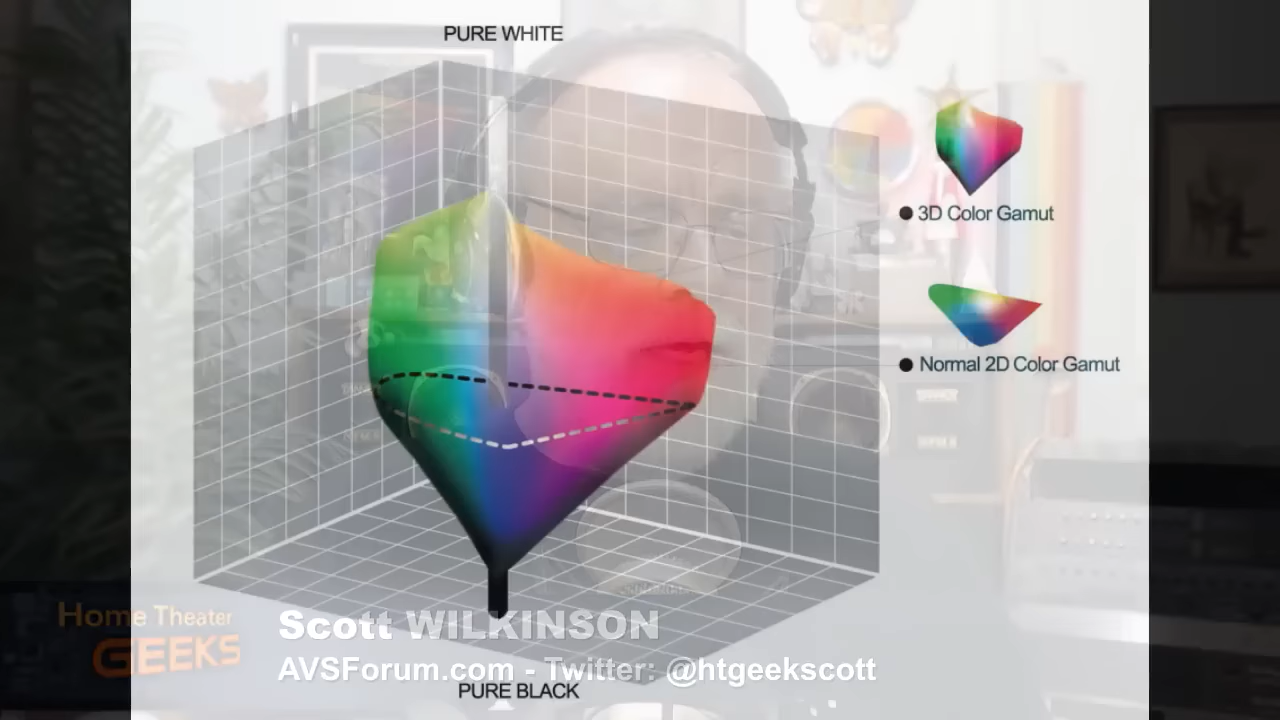 PURE WHITE
3D Color Gamut
Normal 2D Color Gamut
Home Theater
GEEKS
Scott WILKINSON
AVSForum.com - Twitter: @htgeekscott
PURE BLACK